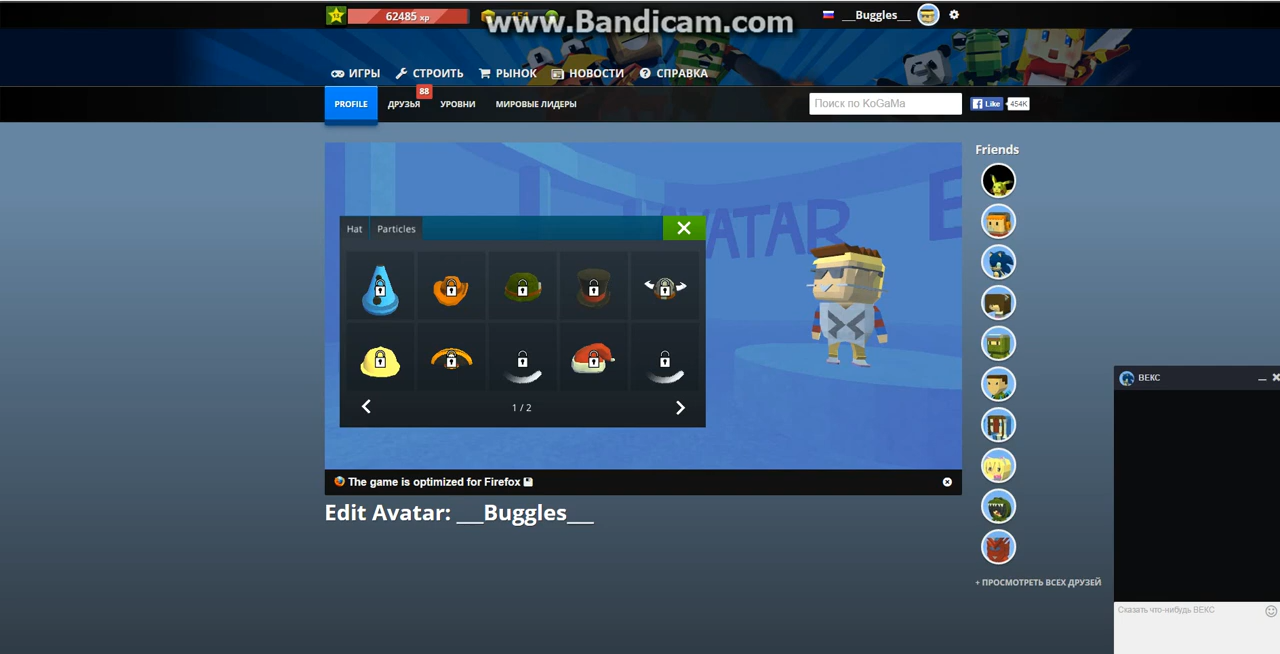 62485 xp
www.Bandicam.com
___Buggles___
ИГРЫ
СТРОИТЬ
РЫНОК
НОВОСТИ
СПРАВКА
PROFILE
ДРУЗЬЯ
88
УРОВНИ
МИРОВЫЕ ЛИДЕРЫ
Поиск по KoGaMa
Like
454K
Friends
AVATAR
E
Hat
Particles
1 / 2
The game is optimized for Firefox
Edit Avatar: ___Buggles___
+ ПРОСМОТРЕТЬ ВСЕХ ДРУЗЕЙ
ВЕКС
Сказать что-нибудь ВЕКС